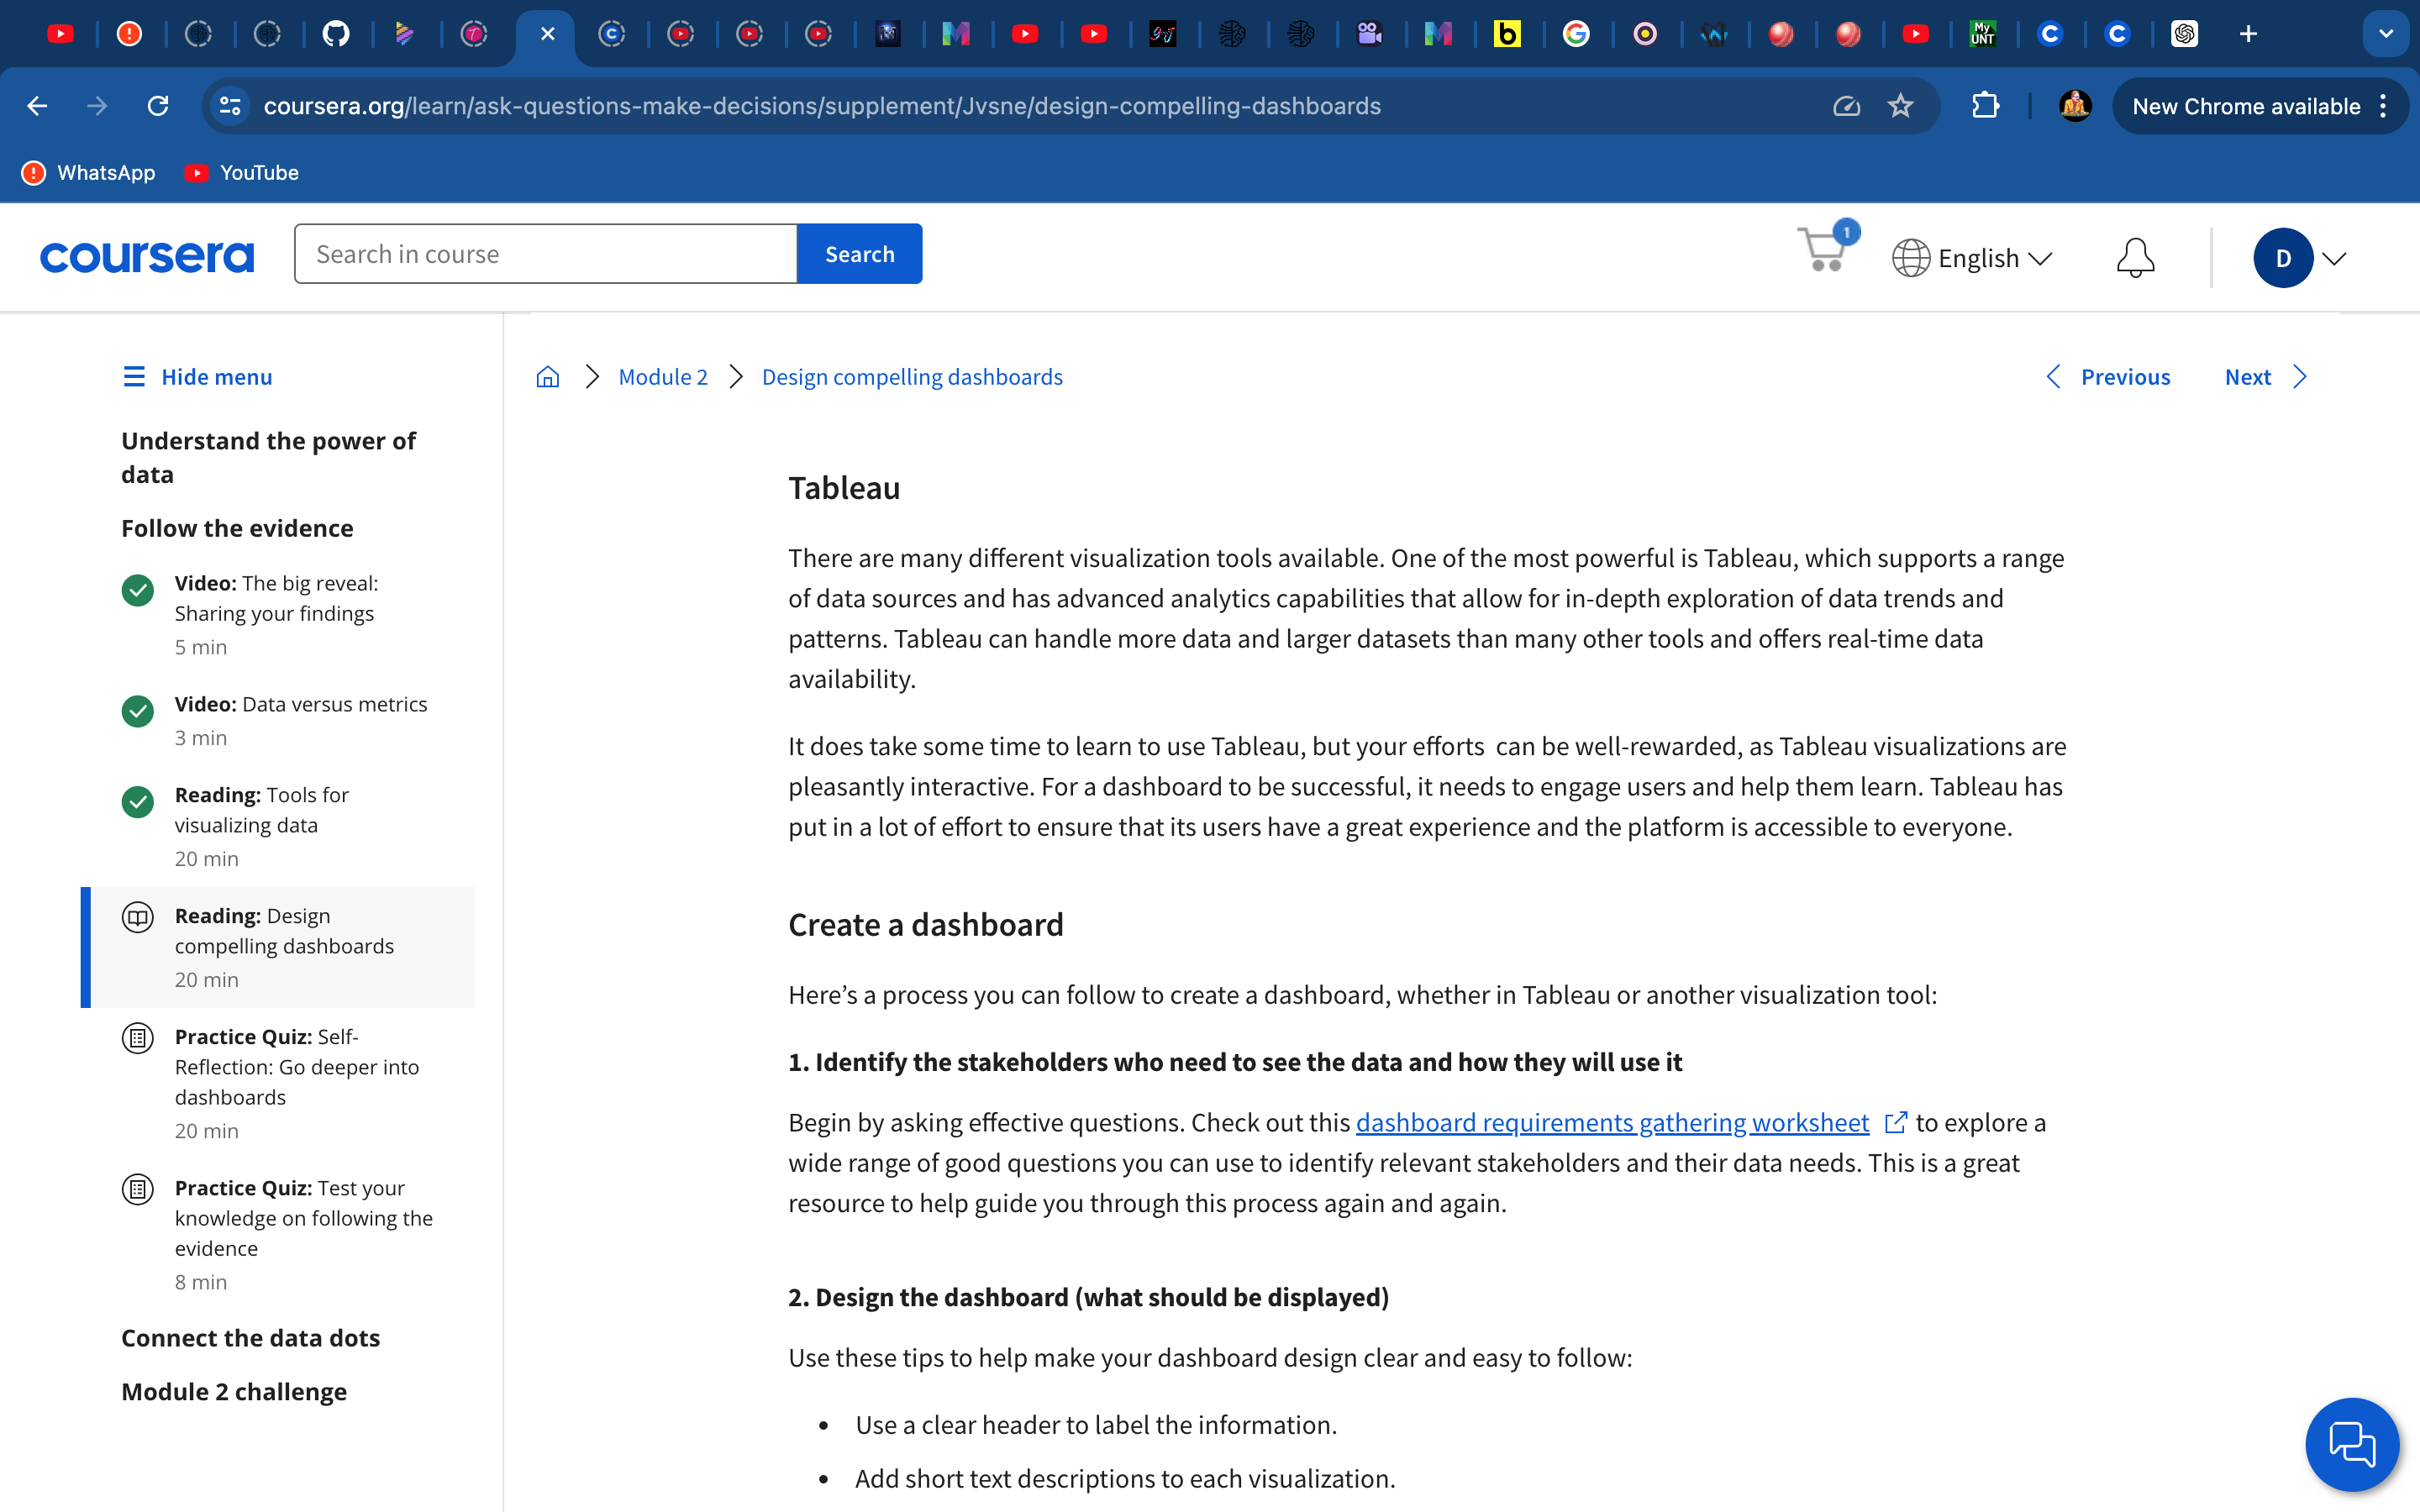 coursera.org/learn/ask-questions-make-decisions/supplement/Jvsne/design-compelling-dashboards
New Chrome available
WhatsApp
YouTube
coursera
Search in course
Search
1
English
D
Hide menu
Module 2
Design compelling dashboards
Previous
Next
Understand the power of
data
Follow the evidence
Video: The big reveal:
Sharing your findings
5 min
Video: Data versus metrics
3 min
Reading: Tools for
visualizing data
20 min
Reading: Design
compelling dashboards
20 min
Practice Quiz: Self-
Reflection: Go deeper into
dashboards
20 min
Practice Quiz: Test your
knowledge on following the
evidence
8 min
Connect the data dots
Module 2 challenge
Tableau
There are many different visualization tools available. One of the most powerful is Tableau, which supports a range
of data sources and has advanced analytics capabilities that allow for in-depth exploration of data trends and
patterns. Tableau can handle more data and larger datasets than many other tools and offers real-time data
availability.
It does take some time to learn to use Tableau, but your efforts  can be well-rewarded, as Tableau visualizations are
pleasantly interactive. For a dashboard to be successful, it needs to engage users and help them learn. Tableau has
put in a lot of effort to ensure that its users have a great experience and the platform is accessible to everyone.
Create a dashboard
Here’s a process you can follow to create a dashboard, whether in Tableau or another visualization tool:
1. Identify the stakeholders who need to see the data and how they will use it
Begin by asking effective questions. Check out this dashboard requirements gathering worksheet to explore a
wide range of good questions you can use to identify relevant stakeholders and their data needs. This is a great
resource to help guide you through this process again and again.
2. Design the dashboard (what should be displayed)
Use these tips to help make your dashboard design clear and easy to follow:
• Use a clear header to label the information.
• Add short text descriptions to each visualization.